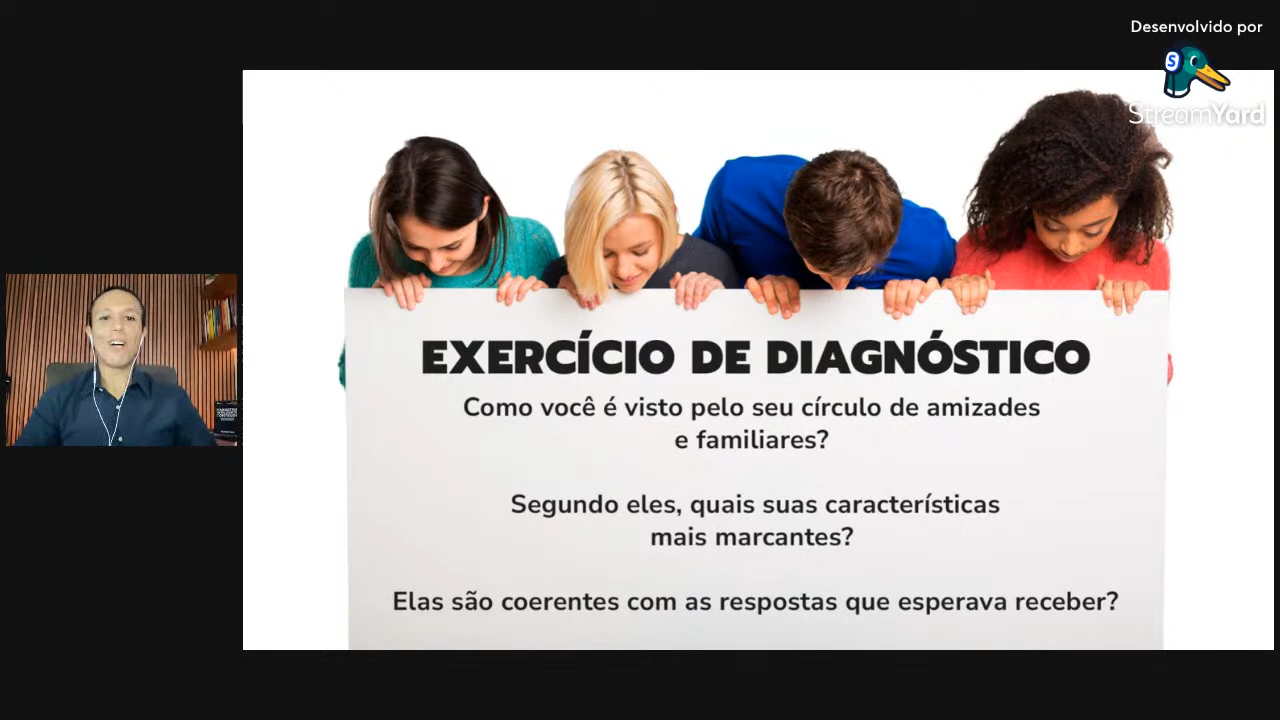 Desenvolvido por
StreamYard
EXERCÍCIO DE DIAGNÓSTICO
Como você é visto pelo seu círculo de amizades
e familiares?
Segundo eles, quais suas características
mais marcantes?
Elas são coerentes com as respostas que esperava receber?